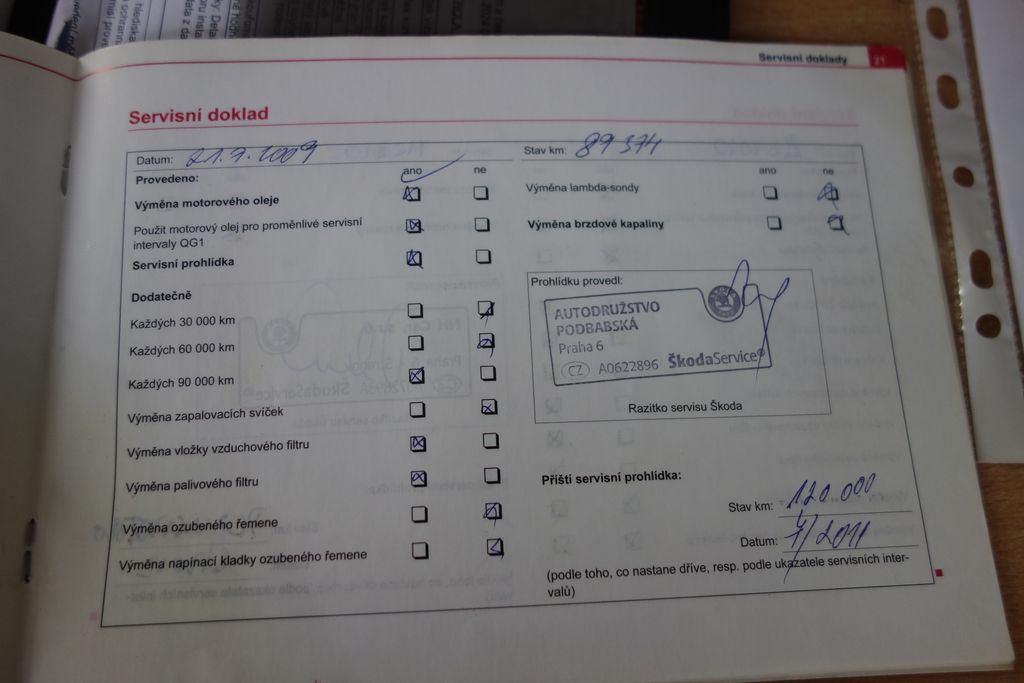 Servisní doklady 21
Servisní doklad
Datum: 21.7.2009
Stav km: 89 374
Provedeno: ano ne
Výměna motorového oleje
Použit motorový olej pro proměnlivé servisní
intervaly QG1
Servisní prohlídka
Dodatečně
Každých 30 000 km
Každých 60 000 km
Každých 90 000 km
Výměna zapalovacích svíček
Výměna vložky vzduchového filtru
Výměna palivového filtru
Výměna ozubeného řemene
Výměna napínací kladky ozubeného řemene
ano ne
Výměna lambda-sondy
Výměna brzdové kapaliny
Prohlídku provedl:
AUTODRUŽSTVO
PODBABSKÁ
Praha 6
CZ A0622896 ŠkodaService®
Razítko servisu Škoda
Příští servisní prohlídka:
Stav km: 120.000
Datum: 7/2011
(podle toho, co nastane dříve, resp. podle ukazatele servisních inter-
valů)